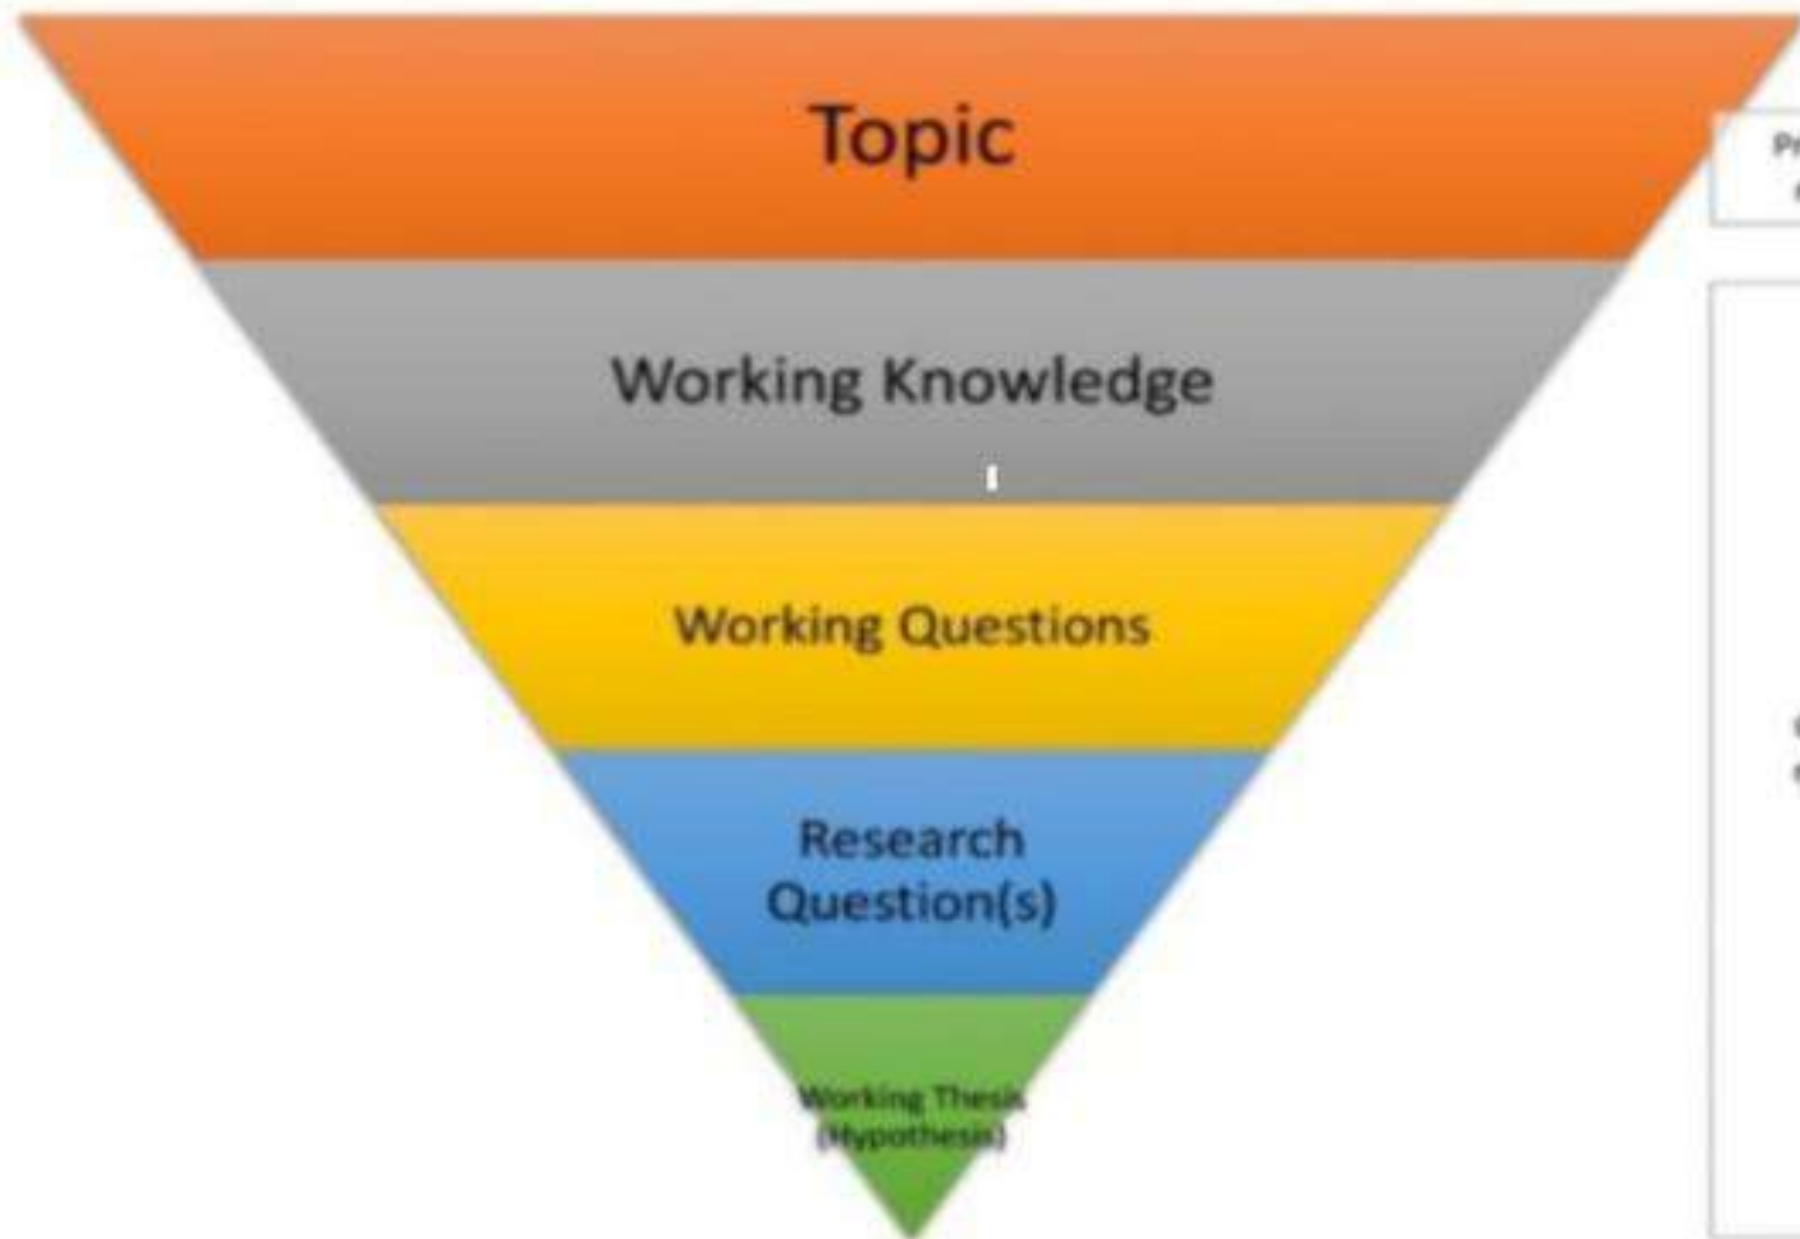 Topic
Working Knowledge
Working Questions
Research
Question(s)
Working Thesis
(Hypothesis)